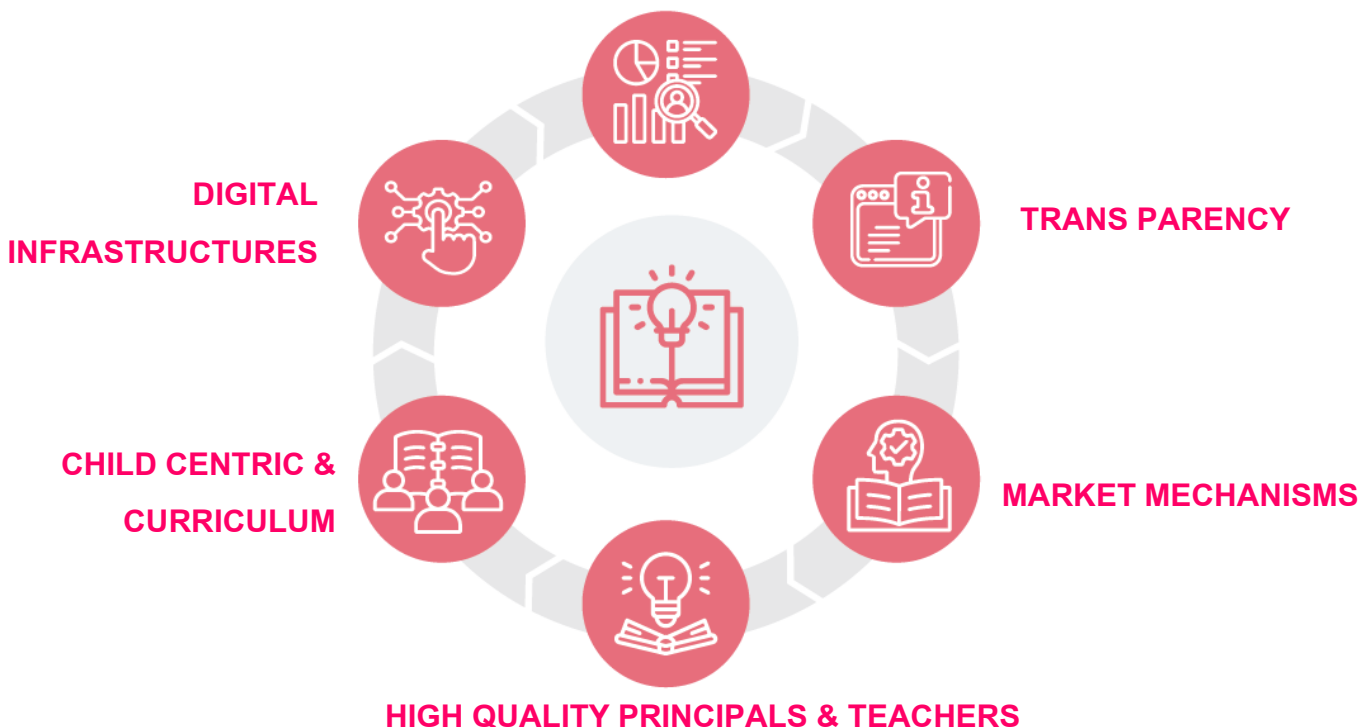 DIGITAL
INFRASTRUCTURES
TRANS PARENCY
CHILD CENTRIC &
CURRICULUM
MARKET MECHANISMS
HIGH QUALITY PRINCIPALS & TEACHERS